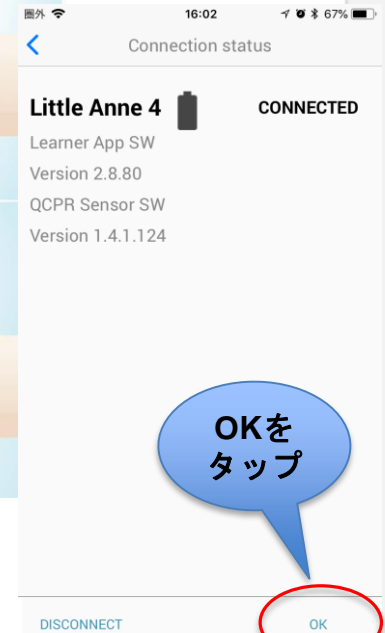 圏外 16:02 67%
Connection status
Little Anne 4 CONNECTED
Learner App SW
Version 2.8.80
QCPR Sensor SW
Version 1.4.1.124
OKを
タップ
DISCONNECT OK